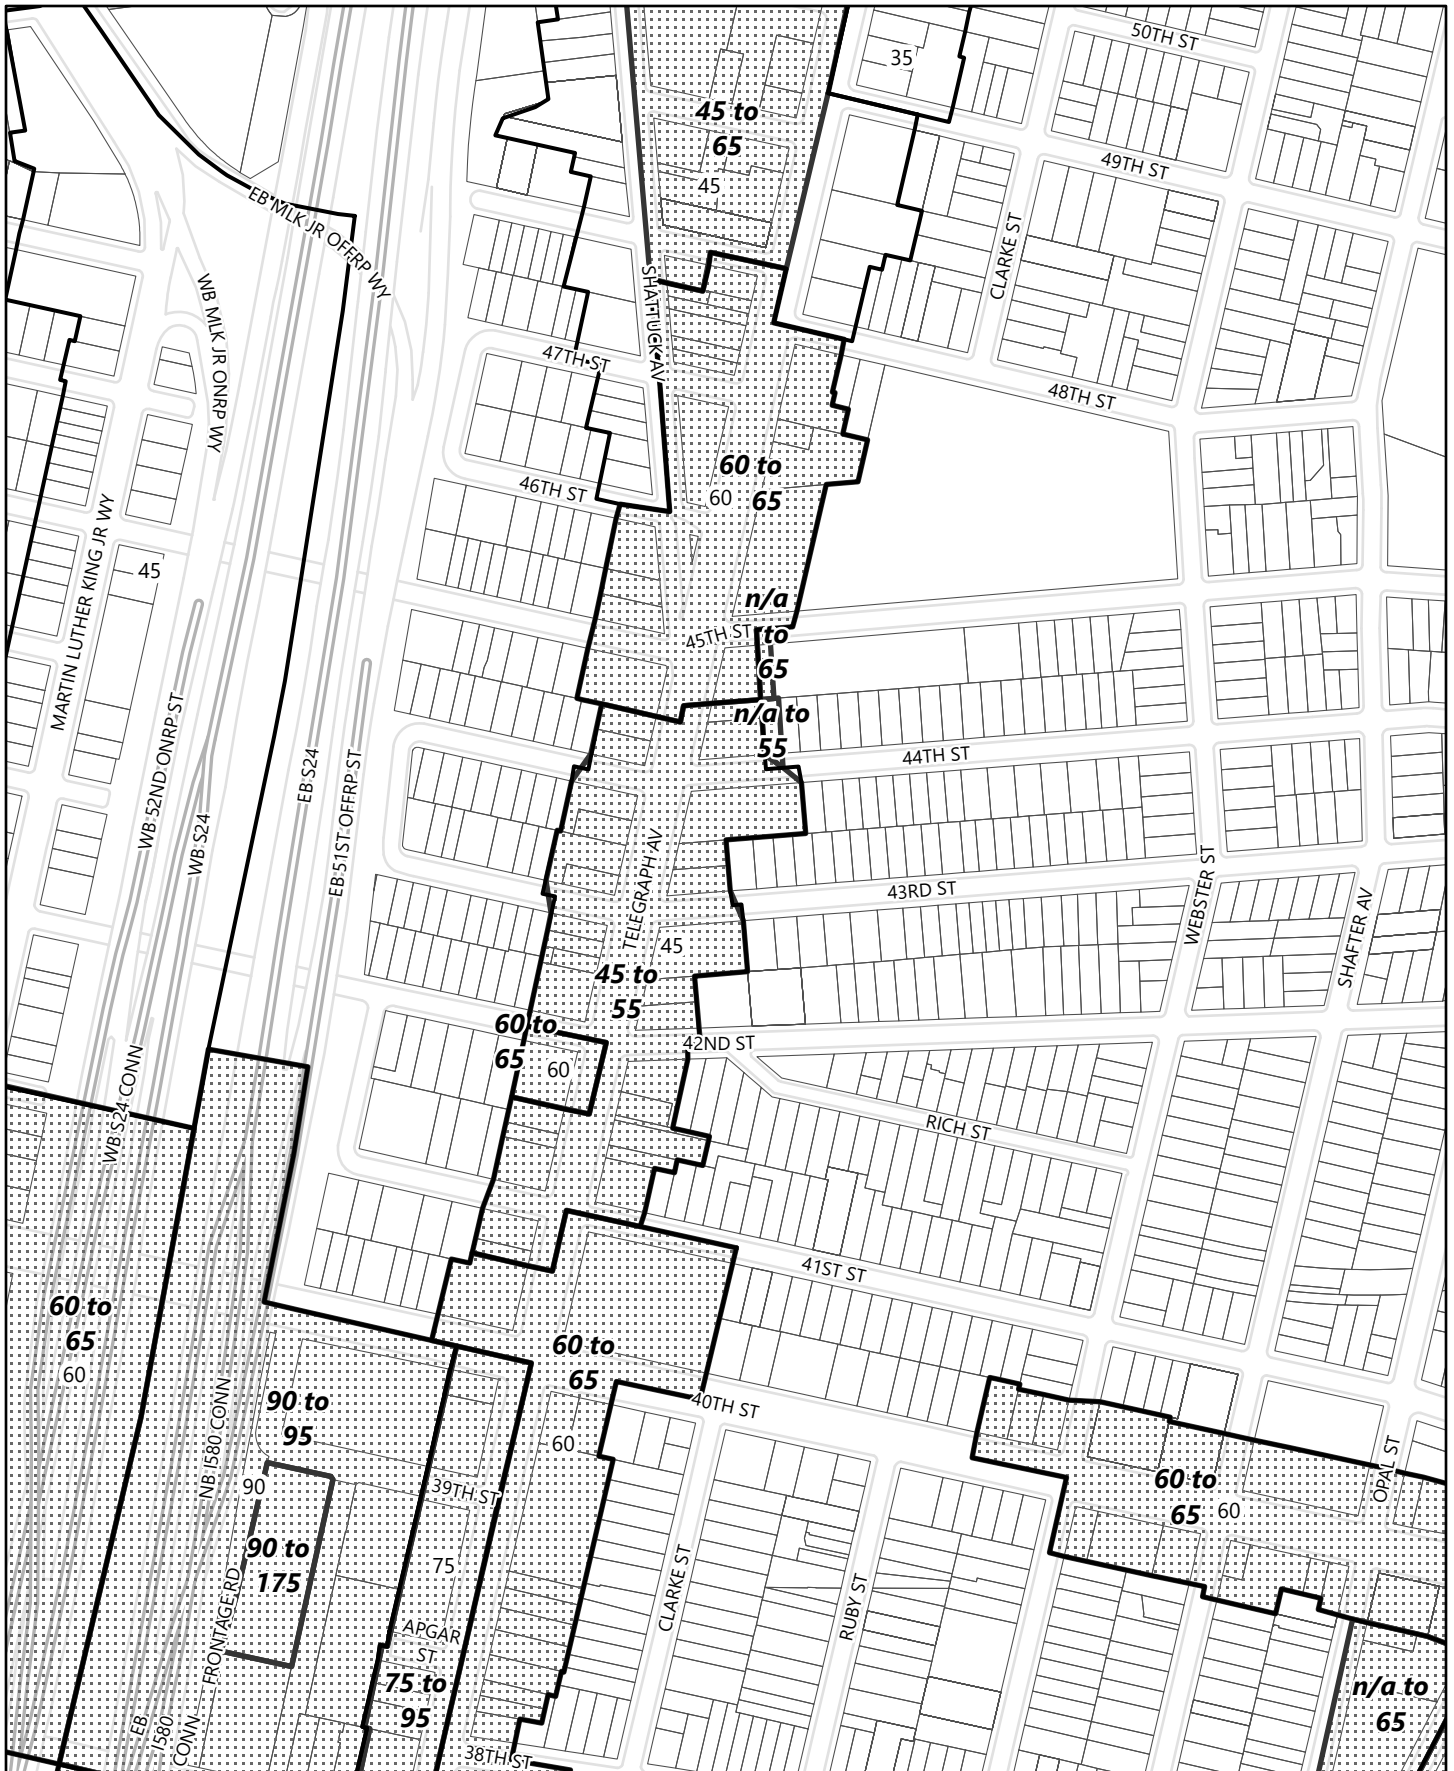 50TH ST
35
45 to
65
49TH ST
45
EB MLK JR OFFRP WY
CLARKE ST
WB MLK JR ONRP WY
SHATTUCK AV
47TH ST
48TH ST
60 to
65
60
46TH ST
45
MARTIN LUTHER KING JR WY
n/a
to
65
45TH ST
n/a to
55
44TH ST
WB 52ND ONRP ST
EB S24
EB 51ST OFFRP ST
WB S24
TELEGRAPH AV
43RD ST
WEBSTER ST
SHAFTER AV
45
45 to
55
60 to
65
60
42ND ST
WB S24 CONN
RICH ST
41ST ST
60 to
65
60
60 to
65
90 to
95
40TH ST
NB I580 CONN
60
39TH ST
90
60 to
65
60
OPAL ST
90 to
175
75
CLARKE ST
RUBY ST
FRONTAGE RD
APGAR
ST
75 to
95
n/a to
65
EB
I580
CONN
38TH ST